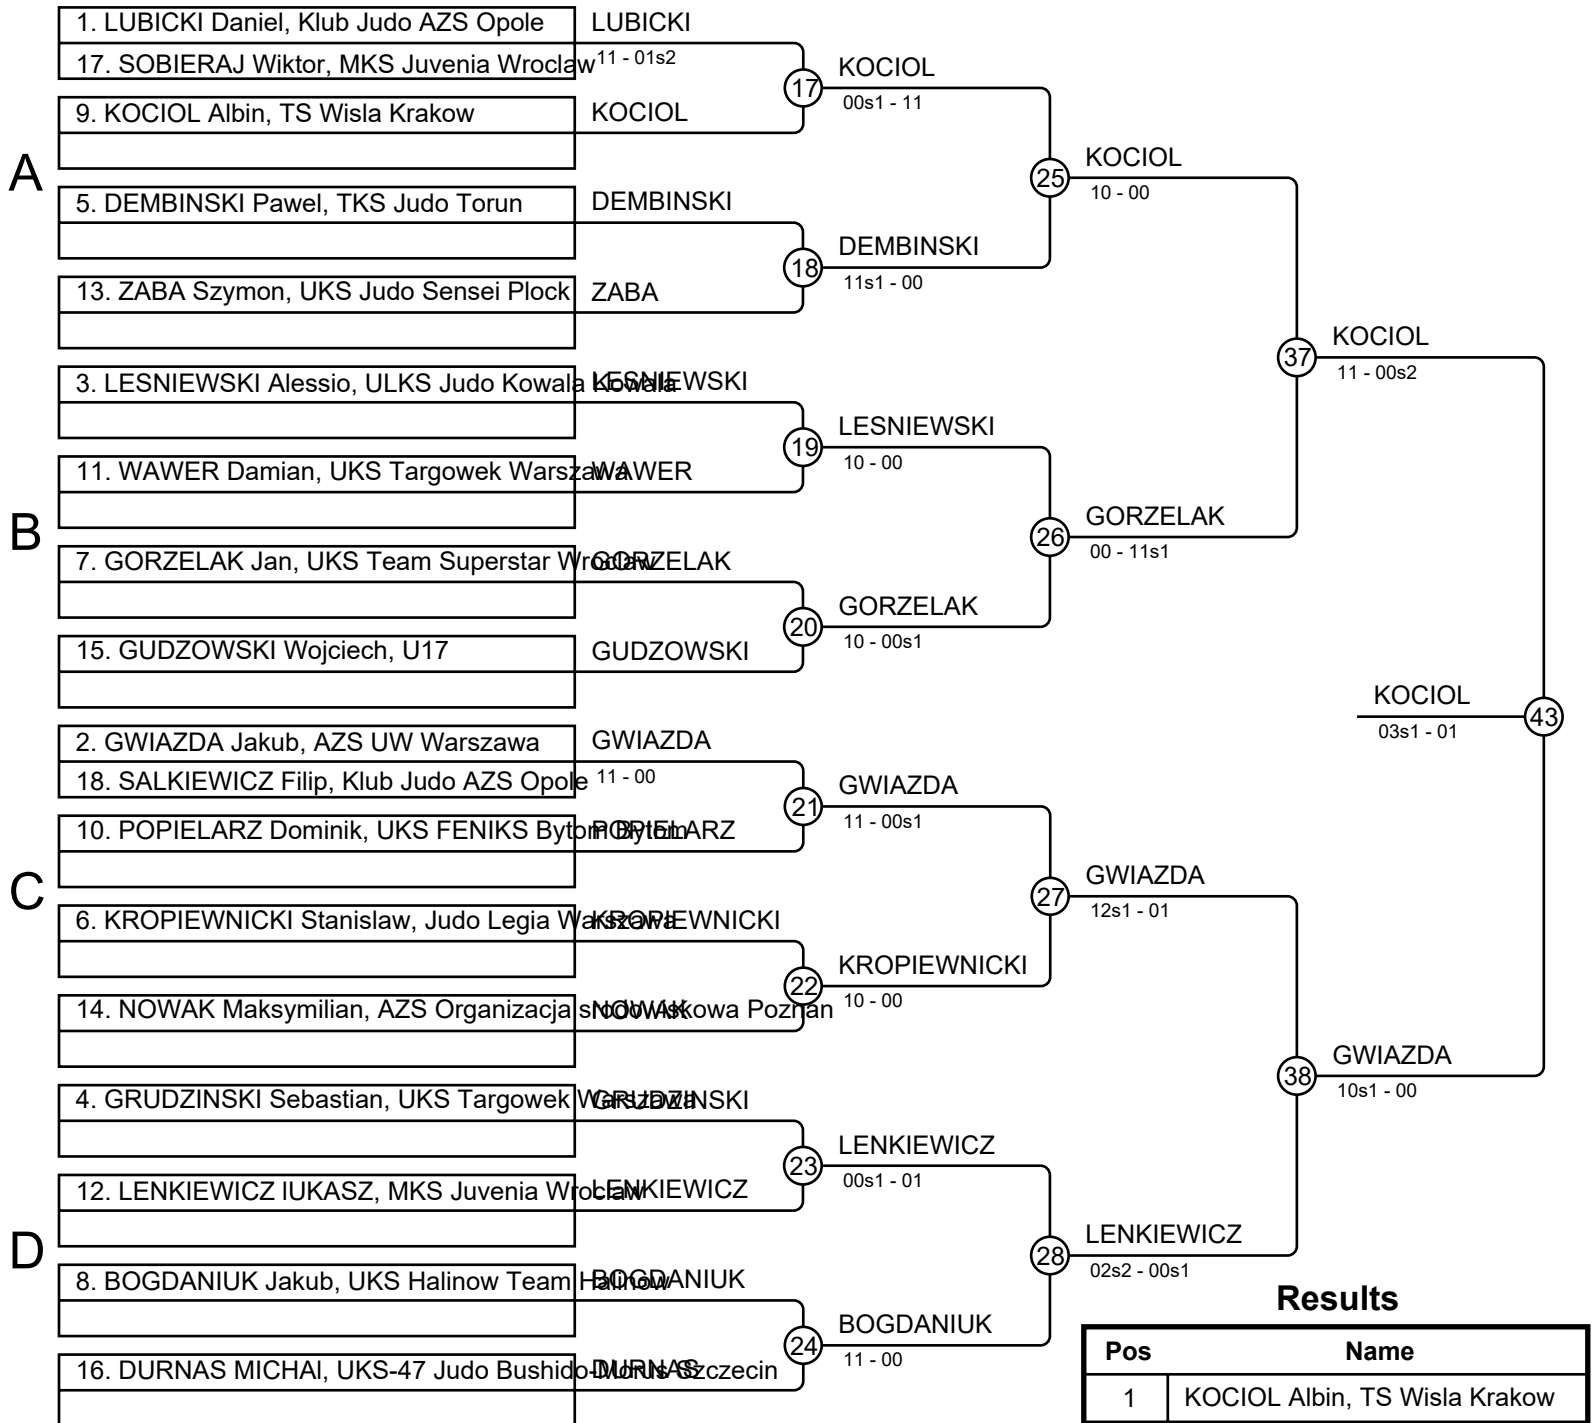 A
1. LUBICKI Daniel, Klub Judo AZS Opole
17. SOBIERAJ Wiktor, MKS Juvenia Wroclaw
9. KOCIOL Albin, TS Wisla Krakow
5. DEMBINSKI Pawel, TKS Judo Torun
13. ZABA Szymon, UKS Judo Sensei Plock
B
3. LESNIEWSKI Alessio, ULKS Judo Kowala Kowala
11. WAWER Damian, UKS Targowek Warszawa
7. GORZELAK Jan, UKS Team Superstar Wroclaw
15. GUDZOWSKI Wojciech, U17
C
2. GWIAZDA Jakub, AZS UW Warszawa
18. SALKIEWICZ Filip, Klub Judo AZS Opole
10. POPIELARZ Dominik, UKS FENIKS Bytom Bytom
6. KROPIEWNICKI Stanislaw, Judo Legia Warszawa
14. NOWAK Maksymilian, AZS Organizacja srodowiskowa Poznan
D
4. GRUDZINSKI Sebastian, UKS Targowek Warszawa
12. LENKIEWICZ lUKASZ, MKS Juvenia Wroclaw
8. BOGDANIUK Jakub, UKS Halinow Team Halinow
16. DURNAS MICHAl, UKS-47 Judo Bushido-Morus Szczecin
LUBICKI
11 - 01s2
KOCIOL
DEMBINSKI
ZABA
LESNIEWSKI
WAWER
GORZELAK
GUDZOWSKI
GWIAZDA
11 - 00
POPIELARZ
KROPIEWNICKI
NOWAK
GRUDZINSKI
LENKIEWICZ
BOGDANIUK
DURNAS
17
KOCIOL
00s1 - 11
18
DEMBINSKI
11s1 - 00
19
LESNIEWSKI
10 - 00
20
GORZELAK
10 - 00s1
21
GWIAZDA
11 - 00s1
22
KROPIEWNICKI
10 - 00
23
LENKIEWICZ
00s1 - 01
24
BOGDANIUK
11 - 00
25
KOCIOL
10 - 00
26
GORZELAK
00 - 11s1
27
GWIAZDA
12s1 - 01
28
LENKIEWICZ
02s2 - 00s1
37
KOCIOL
11 - 00s2
38
GWIAZDA
10s1 - 00
KOCIOL
43
03s1 - 01
Results
Pos Name
1 KOCIOL Albin, TS Wisla Krakow